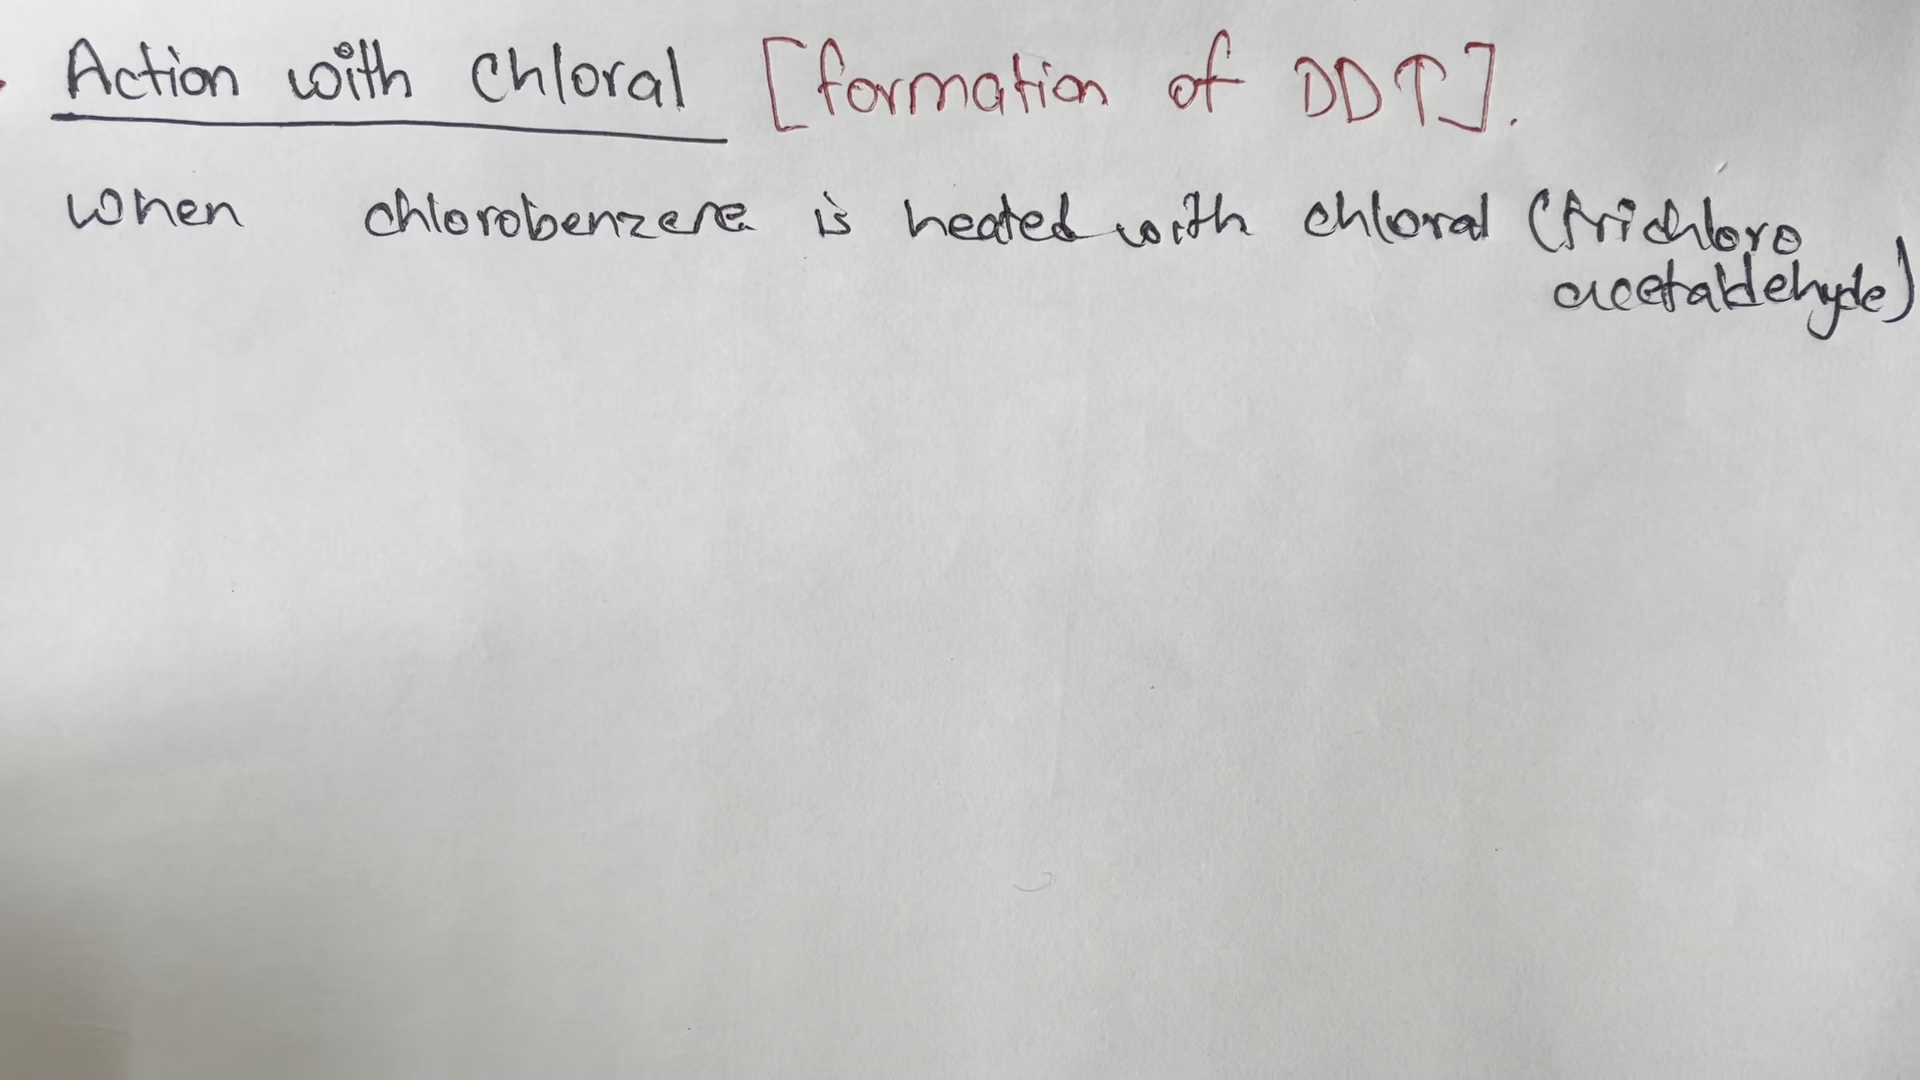 Action with Chloral [formation of DDT].
When chlorobenzene is heated with chloral (trichloro
acetaldehyde)